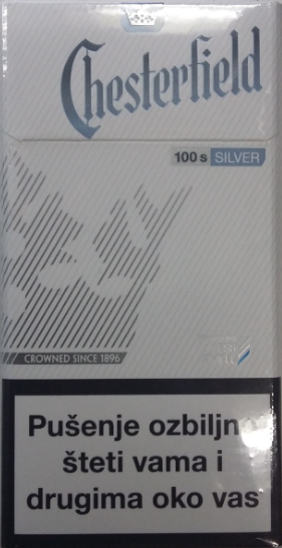 Chesterfield
100s SILVER
CROWNED SINCE 1896
Pušenje ozbiljno
šteti vama i
drugima oko vas